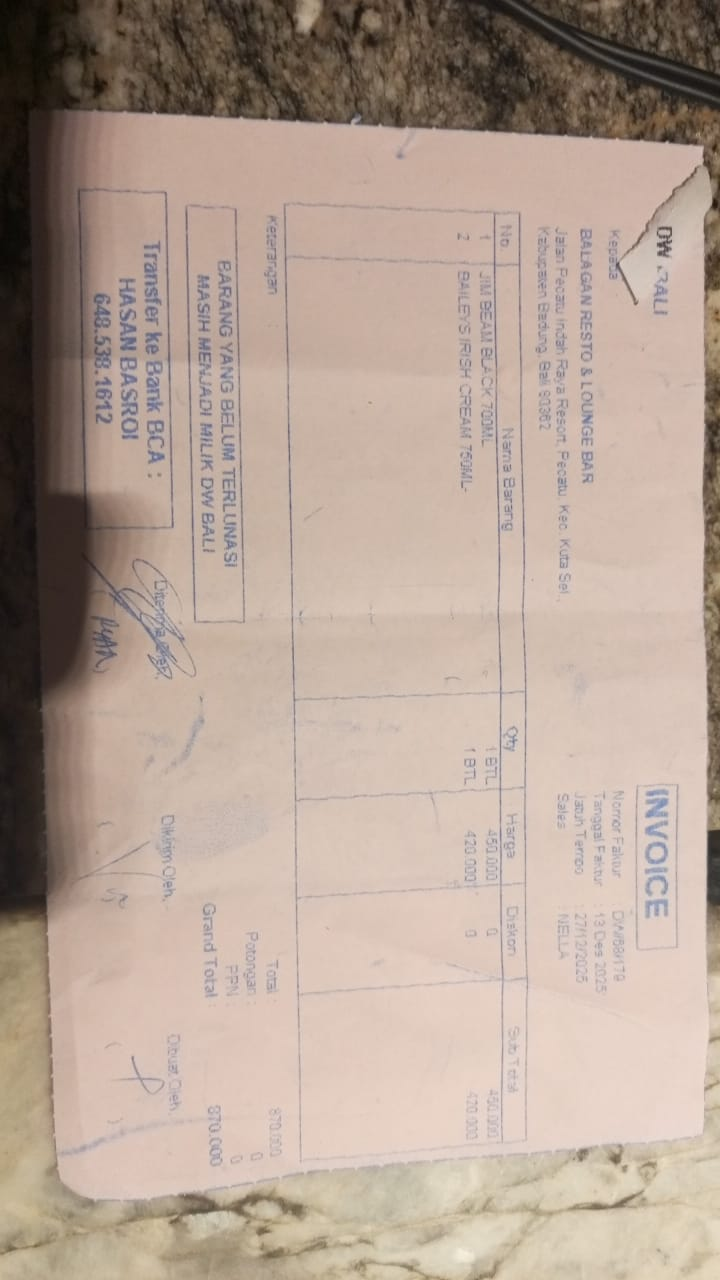 DW BALI
INVOICE
Kepada
BALAGAN RESTO & LOUNGE BAR
Jalan Pecatu Indah Raya Resort, Pecatu, Kec. Kuta Sel,
Kabupaten Badung, Bali 80362
Nomor Faktur :
Tanggal Faktur : 13 Des 2025
Jatuh Tempo : 27/12/2025
Sales : NELLA
No Nama Barang Qty Harga Diskon Sub Total
1 JIM BEAM BLACK 700ML 1 BTL 450.000 0 450.000
2 BAILEYS IRISH CREAM 750ML- 1 BTL 420.000 0 420.000
Keterangan :
Total : 870.000
Potongan : 0
PPN : 0
Grand Total : 870.000
BARANG YANG BELUM TERLUNASI
MASIH MENJADI MILIK DW BALI
Transfer ke Bank BCA :
HASAN BASROI
648.538.1612
Diterima Oleh, Dikirim Oleh, Dibuat Oleh,